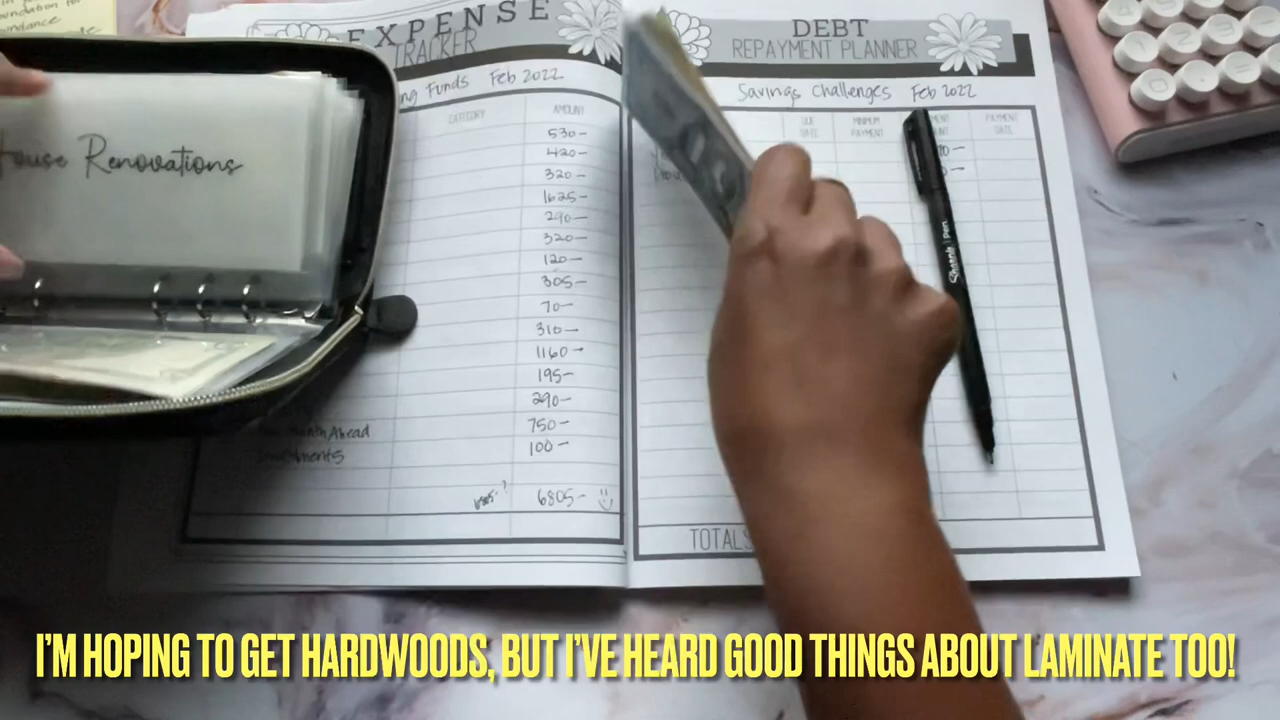 EXPENSE
TRACKER
Funds Feb 2022
CATEGORY
AMOUNT
530-
420-
320-
1625-
290-
320-
120-
305-
70-
310-
1160-
195-
290-
Ahead
750-
100-
6805-
House Renovations
DEBT
REPAYMENT PLANNER
Savings Challenges Feb 2022
DUE DATE
MINIMUM PAYMENT
PAYMENT DATE
TOTALS
Sharpie Pen
I'M HOPING TO GET HARDWOODS, BUT I'VE HEARD GOOD THINGS ABOUT LAMINATE TOO!